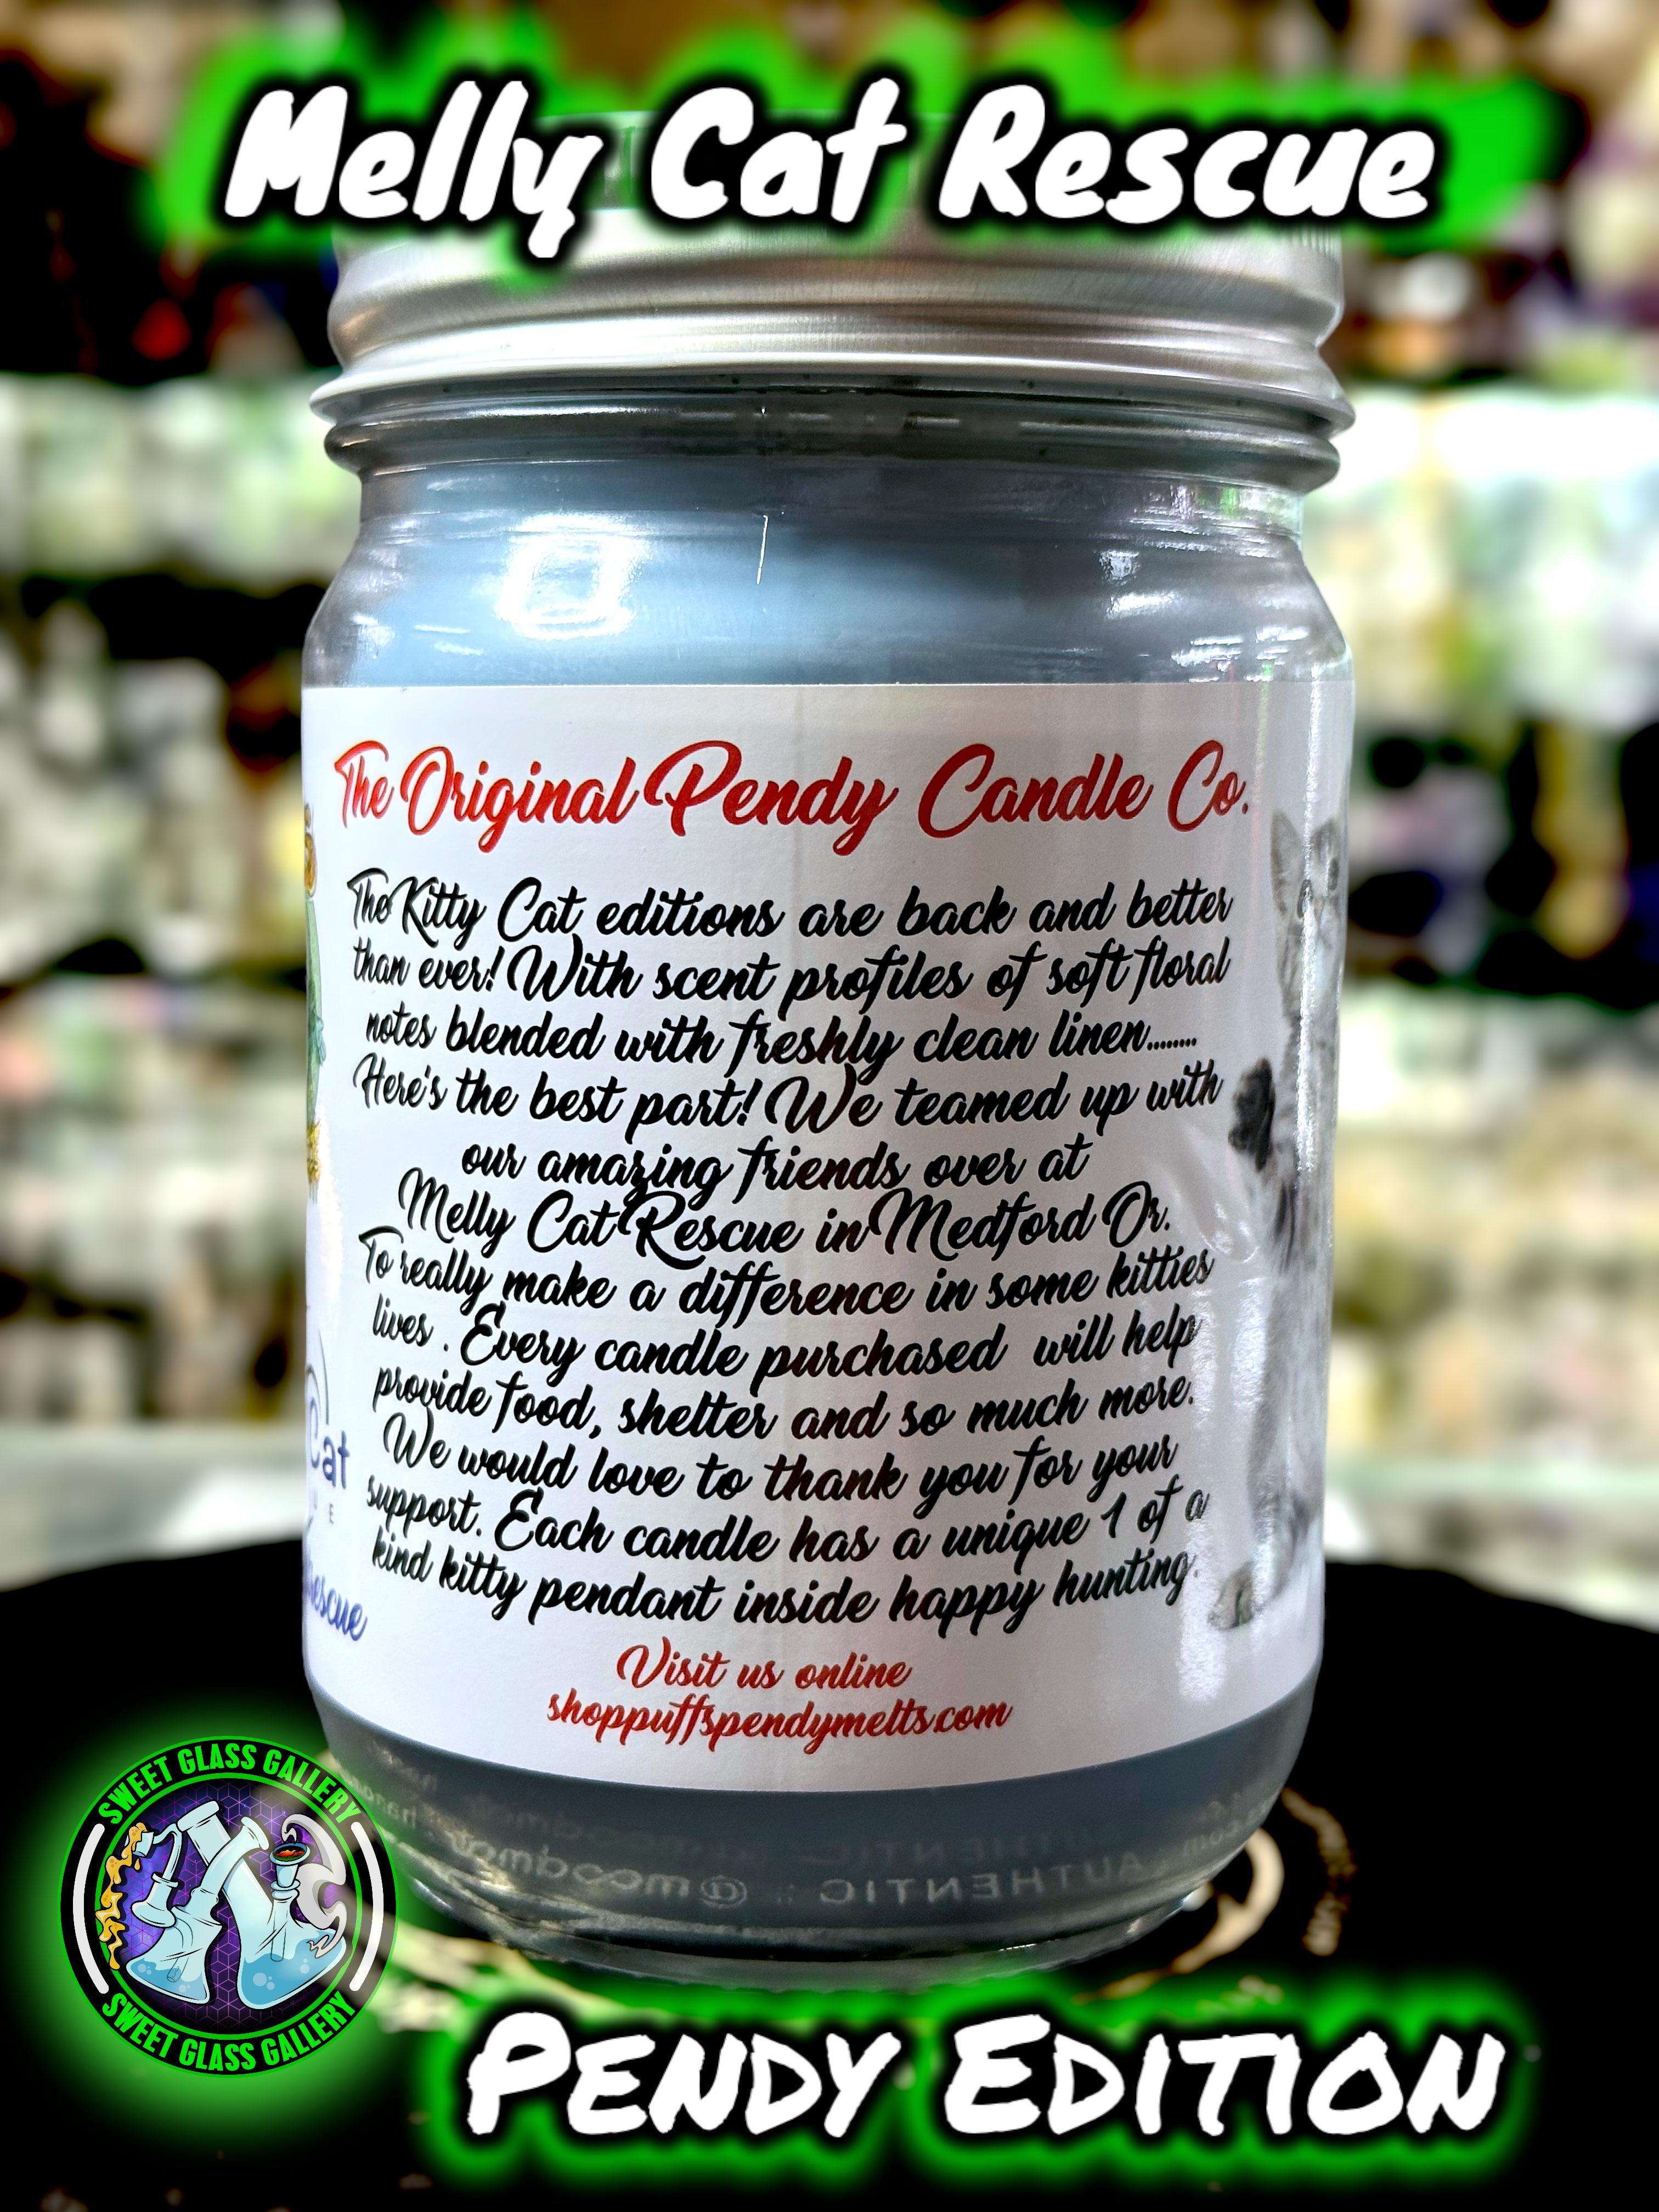 Melly Cat Rescue
The Original Pendy Candle Co.
The Kitty Cat editions are back and better
than ever! With scent profiles of soft floral
notes blended with freshly clean linen........
Here's the best part! We teamed up with
our amazing friends over at
Melly Cat Rescue in Medford Or.
To really make a difference in some kitties
lives . Every candle purchased will help
provide food, shelter and so much more.
We would love to thank you for your
support. Each candle has a unique 1 of a
kind kitty pendant inside happy hunting.
Visit us online
shoppuffspendymelts.com
Cat
SWEET GLASS GALLERY
SWEET GLASS GALLERY
AUTHENTIC
PENDY EDITION